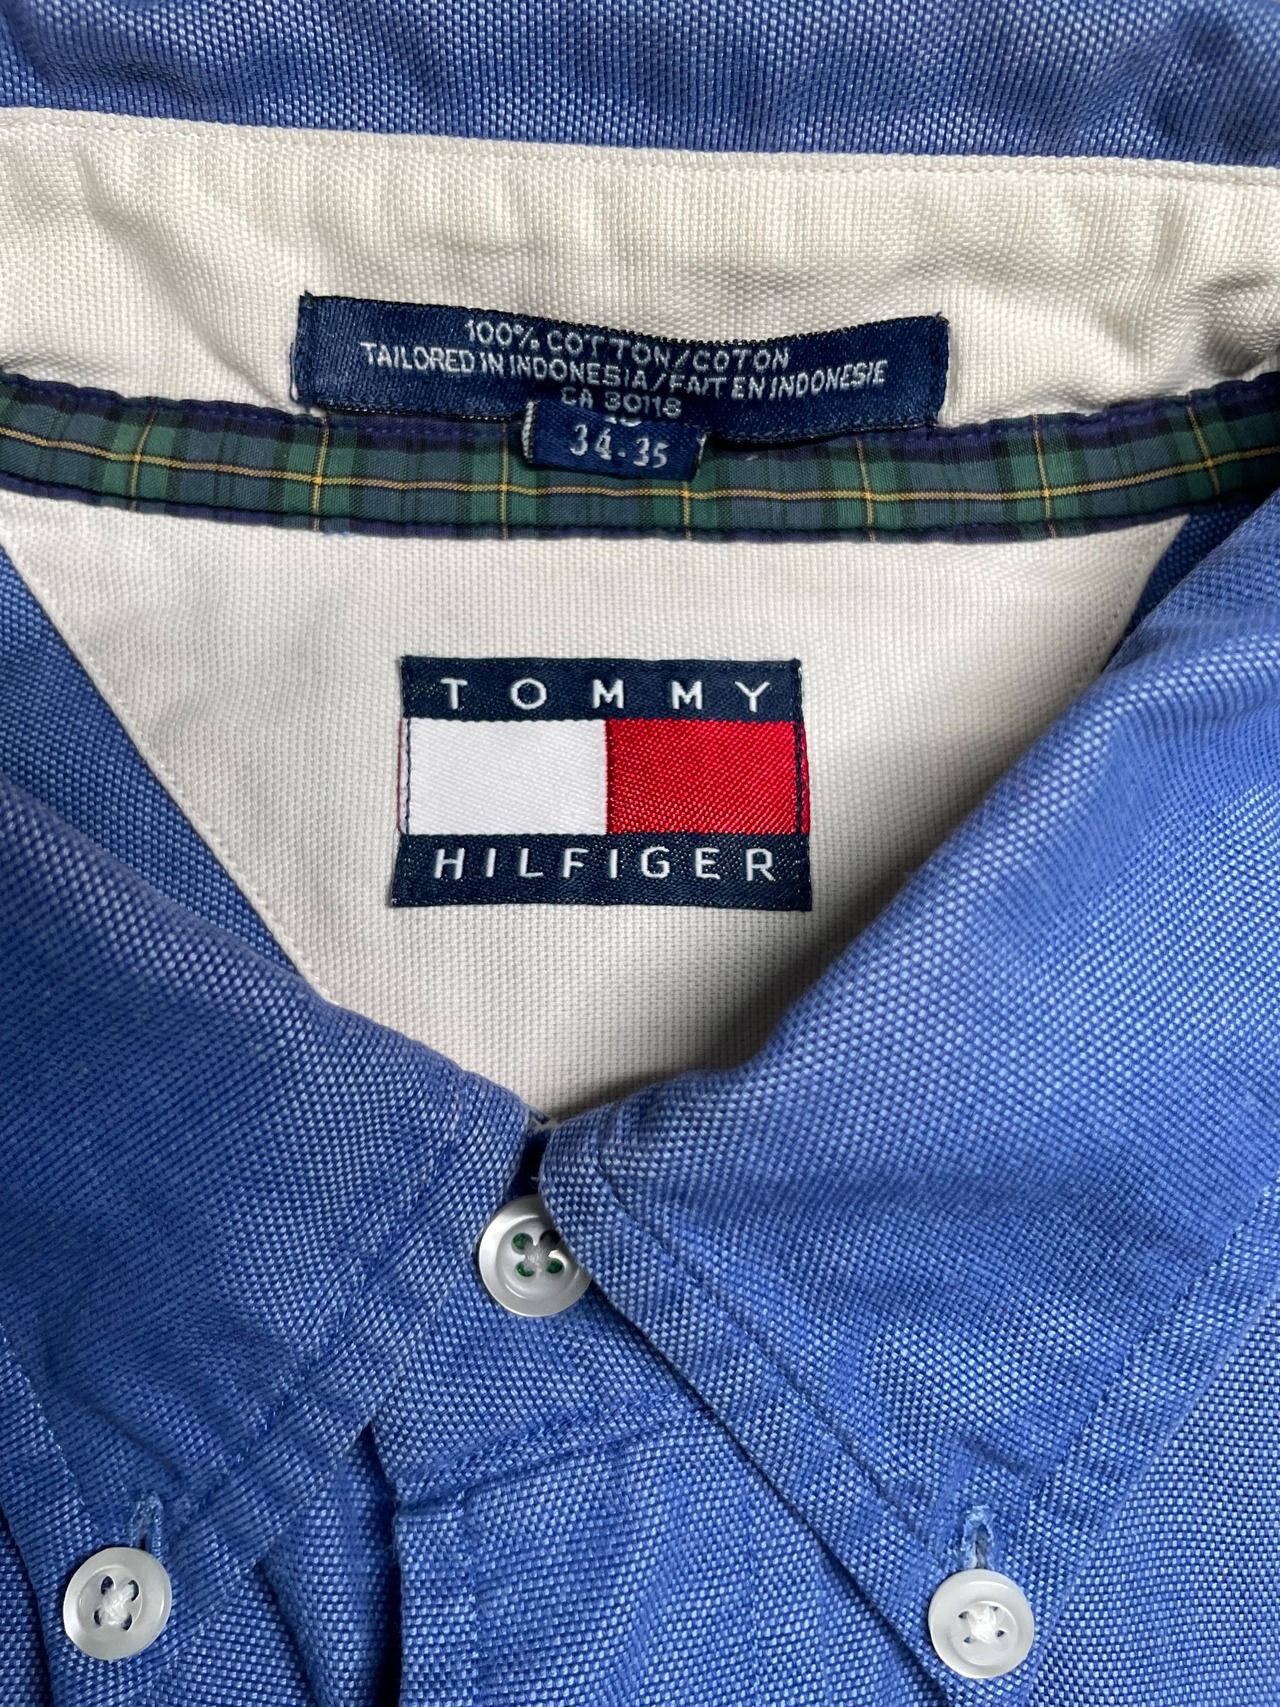 100% COTTON/COTON
TAILORED IN INDONESIA/FAIT EN INDONESIE
CA 30118
34-35
TOMMY
HILFIGER